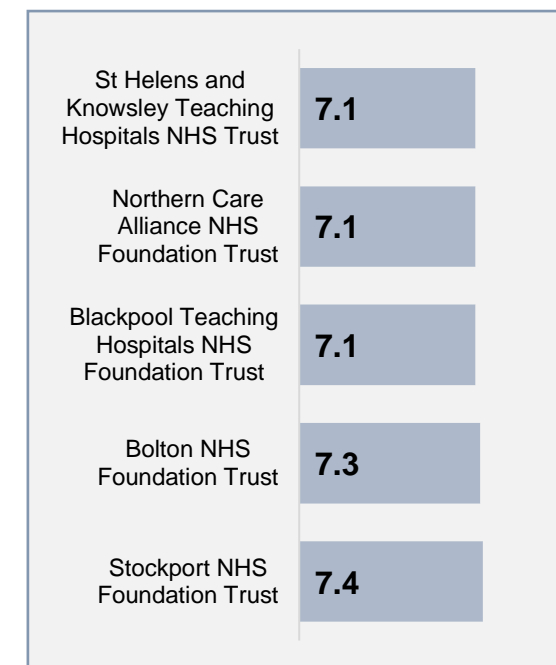 St Helens and
Knowsley Teaching
Hospitals NHS Trust
7.1
Northern Care
Alliance NHS
Foundation Trust
7.1
Blackpool Teaching
Hospitals NHS
Foundation Trust
7.1
Bolton NHS
Foundation Trust
7.3
Stockport NHS
Foundation Trust
7.4